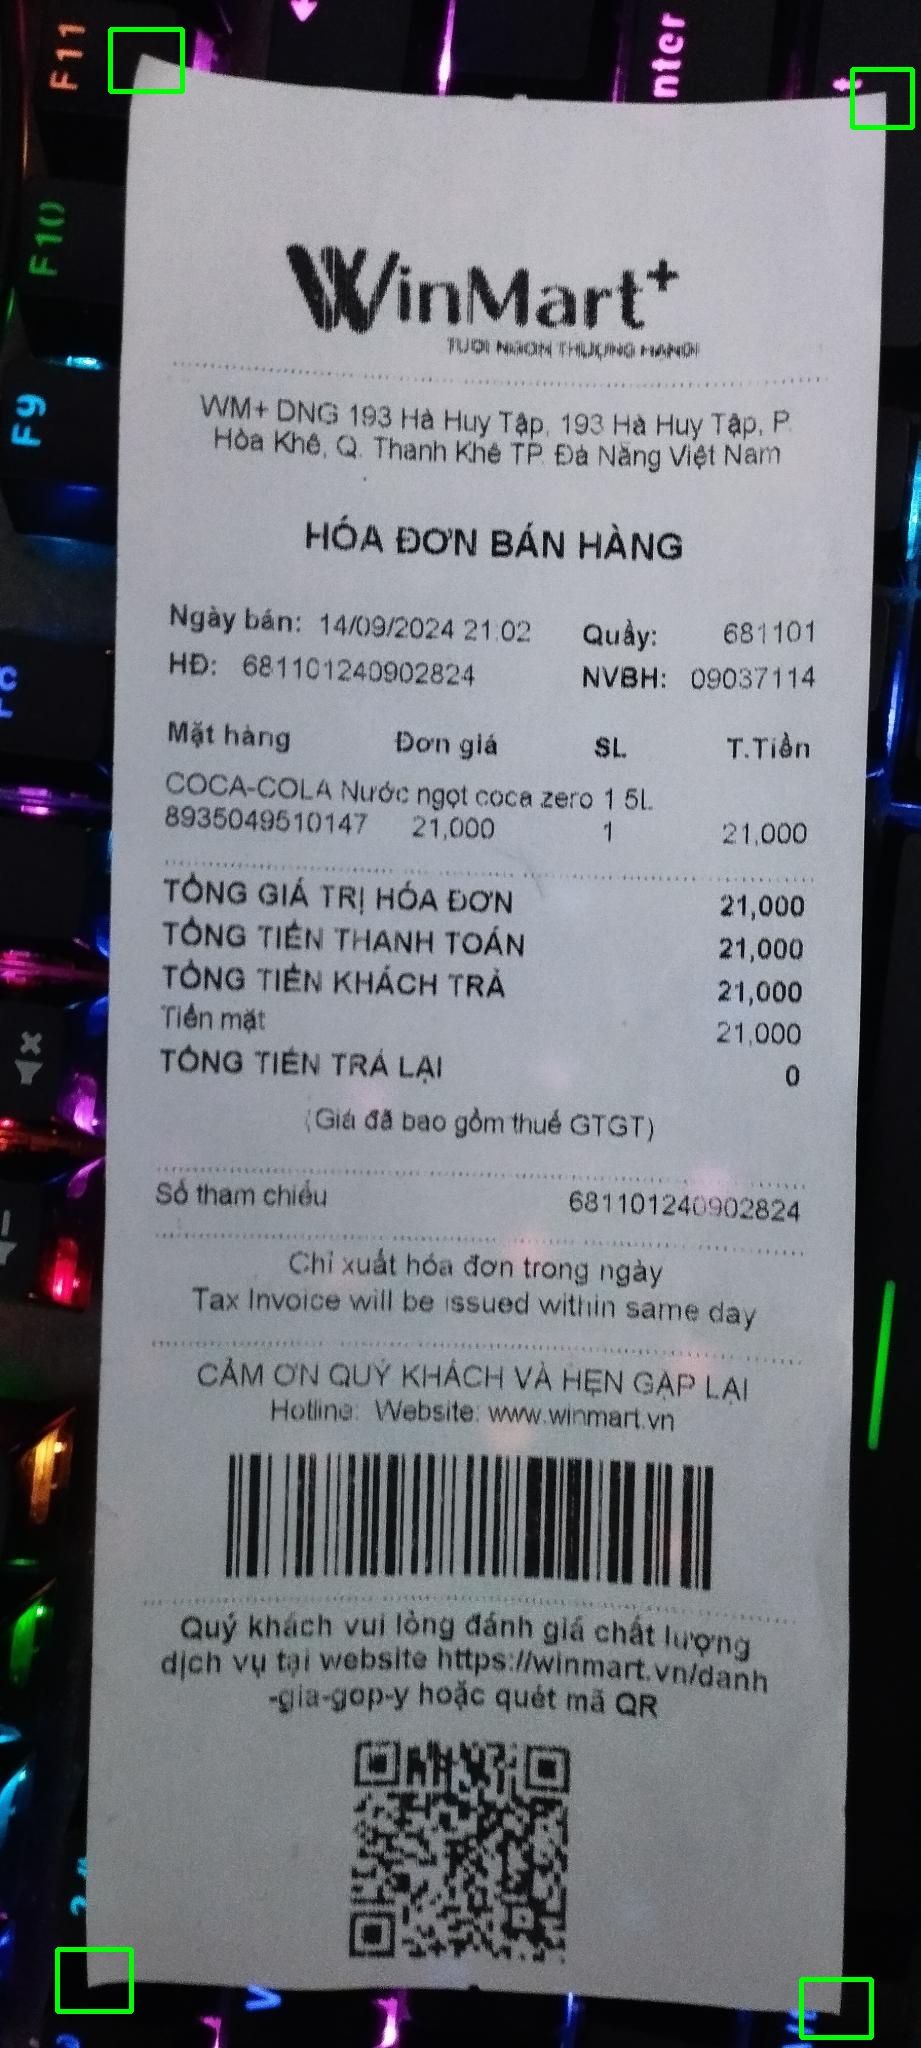 F11
nter
F10
F9
WinMart+
TƯƠI NGON THƯỢNG HẠNG!
WM+ DNG 193 Hà Huy Tập, 193 Hà Huy Tập, P.
Hòa Khê, Q. Thanh Khê TP. Đà Nẵng Việt Nam
HÓA ĐƠN BÁN HÀNG
Ngày bán: 14/09/2024 21:02 Quầy: 681101
HĐ: 681101240902824 NVBH: 09037114
Mặt hàng Đơn giá SL T.Tiền
COCA-COLA Nước ngọt coca zero 1.5L
8935049510147 21,000 1 21,000
TỔNG GIÁ TRỊ HÓA ĐƠN 21,000
TỔNG TIỀN THANH TOÁN 21,000
TỔNG TIỀN KHÁCH TRẢ 21,000
Tiền mặt 21,000
TỔNG TIỀN TRẢ LẠI 0
(Giá đã bao gồm thuế GTGT)
Số tham chiếu 681101240902824
Chỉ xuất hóa đơn trong ngày
Tax Invoice will be issued within same day
CẢM ƠN QUÝ KHÁCH VÀ HẸN GẶP LẠI
Hotline: Website: www.winmart.vn
Quý khách vui lòng đánh giá chất lượng
dịch vụ tại website https://winmart.vn/danh
-gia-gop-y hoặc quét mã QR